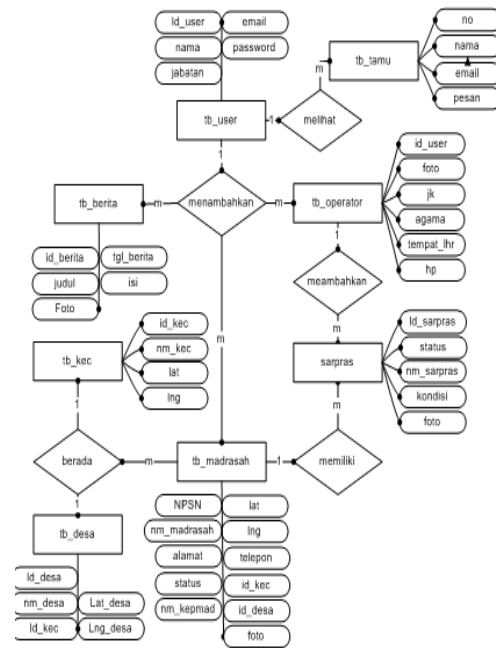 Id_user email
nama password
jabatan
tb_user
1 melihat m
tb_tamu
no
nama
email
pesan
1
tb_berita m menambahkan m tb_operator
id_berita tgl_berita
judul isi
Foto
id_user
foto
jk
agama
tempat_lhr
hp
1
meambahkan
m
sarpras
Id_sarpras
status
nm_sarpras
kondisi
foto
m
tb_kec
id_kec
nm_kec
lat
lng
1
berada m tb_madrasah 1 memiliki
m
1
tb_desa
Id_desa
nm_desa Lat_desa
Id_kec Lng_desa
NPSN lat
nm_madrasah lng
alamat telepon
status id_kec
nm_kepmad id_desa
foto